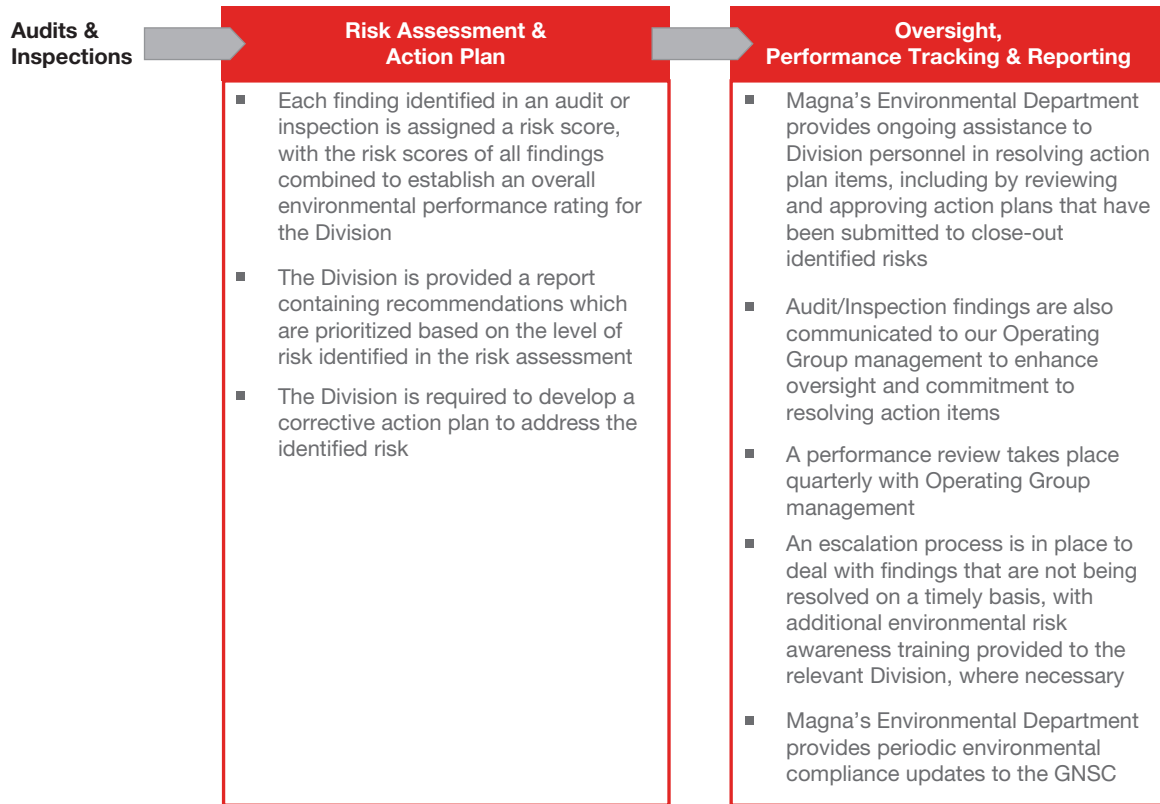 Audits &
Inspections
Risk Assessment &
Action Plan
■ Each finding identified in an audit or
inspection is assigned a risk score,
with the risk scores of all findings
combined to establish an overall
environmental performance rating for
the Division
■ The Division is provided a report
containing recommendations which
are prioritized based on the level of
risk identified in the risk assessment
■ The Division is required to develop a
corrective action plan to address the
identified risk
Oversight,
Performance Tracking & Reporting
■ Magna's Environmental Department
provides ongoing assistance to
Division personnel in resolving action
plan items, including by reviewing
and approving action plans that have
been submitted to close-out
identified risks
■ Audit/Inspection findings are also
communicated to our Operating
Group management to enhance
oversight and commitment to
resolving action items
■ A performance review takes place
quarterly with Operating Group
management
■ An escalation process is in place to
deal with findings that are not being
resolved on a timely basis, with
additional environmental risk
awareness training provided to the
relevant Division, where necessary
■ Magna's Environmental Department
provides periodic environmental
compliance updates to the GNSC